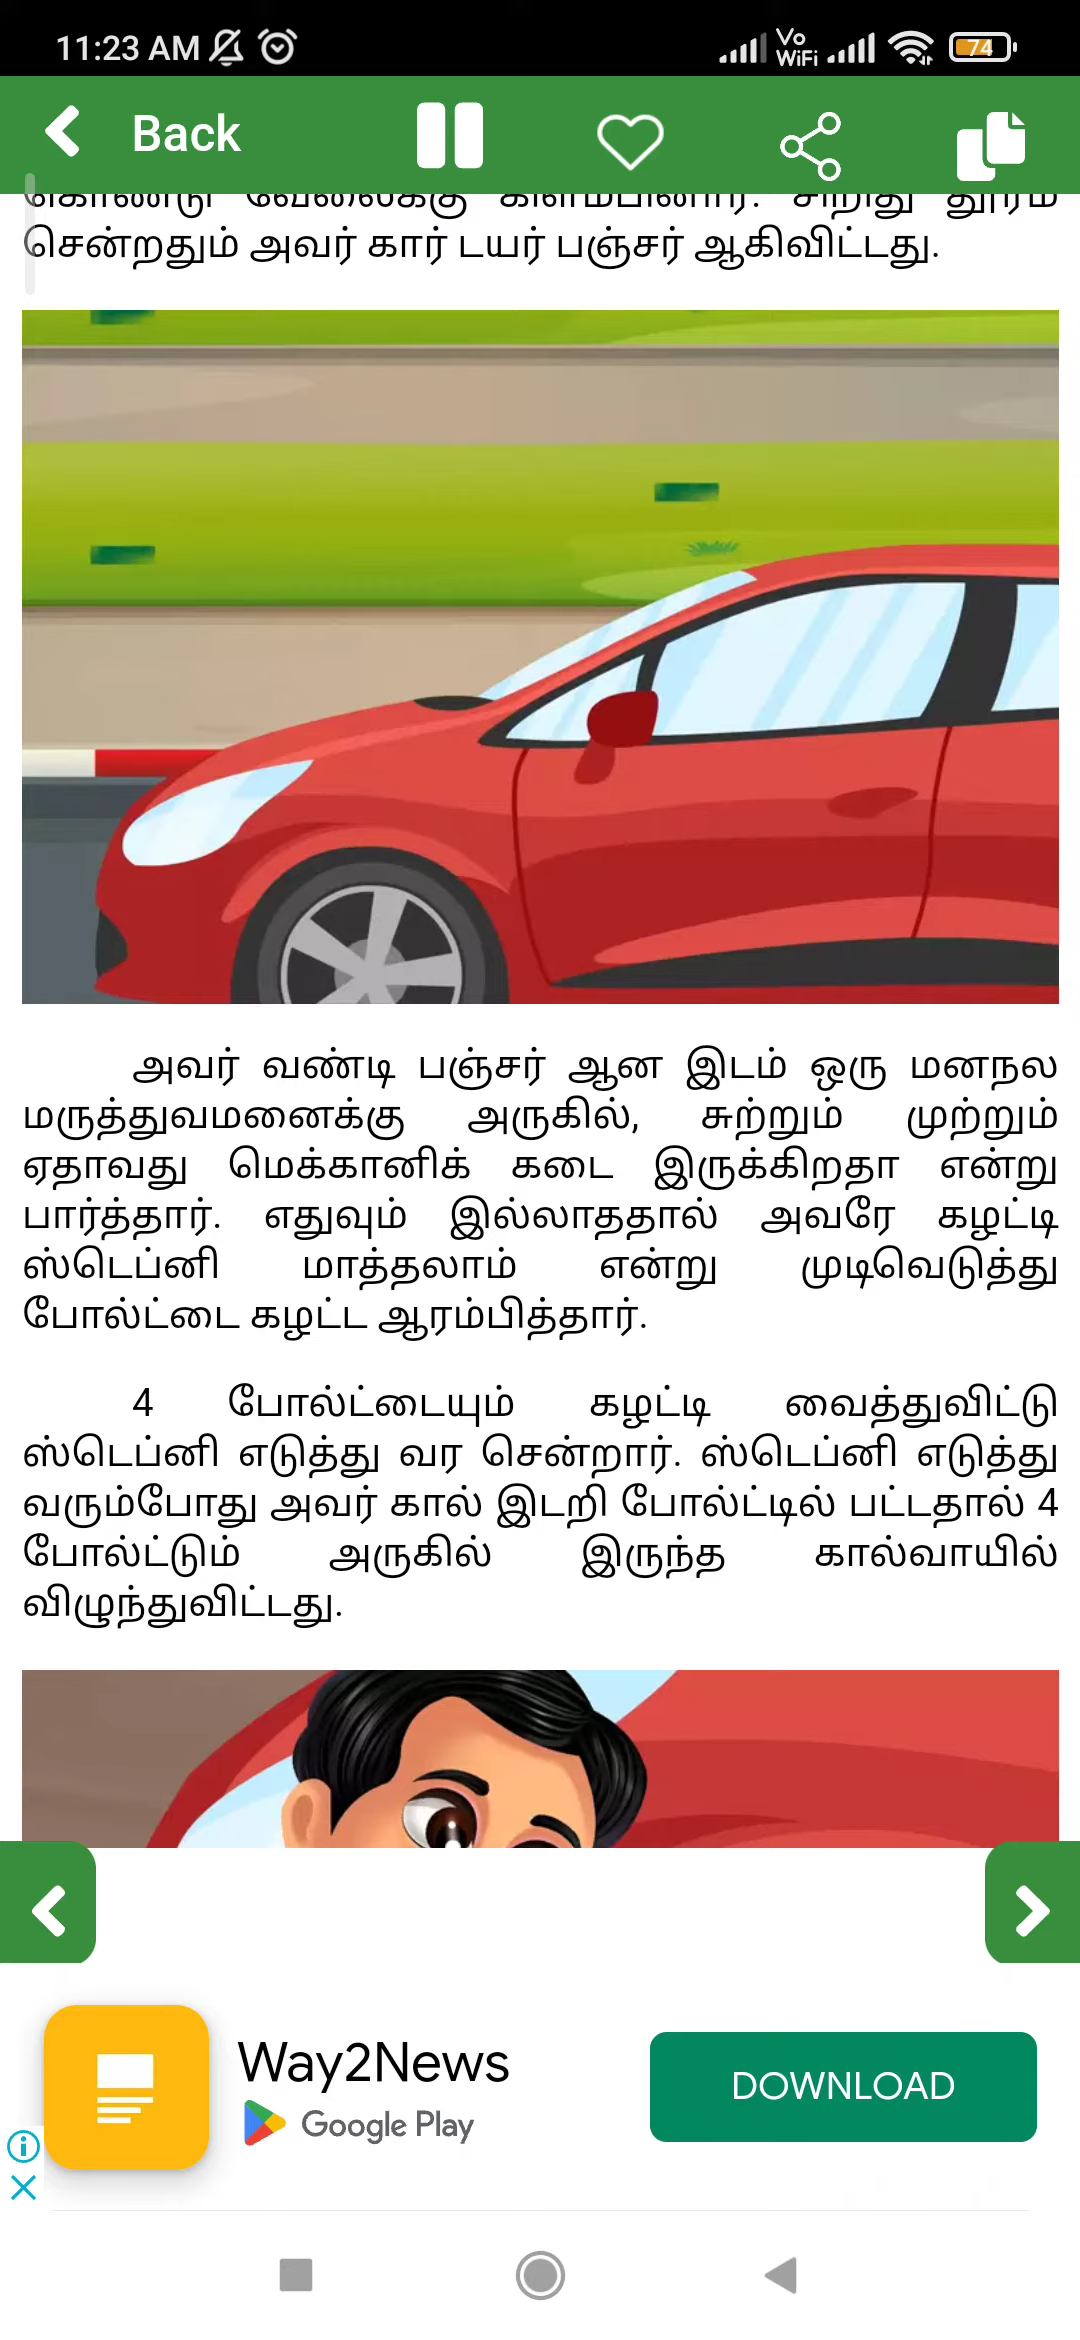 11:23 AM
Vo
WiFi
74
Back
கொண்டு வேலைக்கு கிளம்பினார். சிறிது தூரம்
சென்றதும் அவர் கார் டயர் பஞ்சர் ஆகிவிட்டது.
அவர் வண்டி பஞ்சர் ஆன இடம் ஒரு மனநல
மருத்துவமனைக்கு அருகில், சுற்றும் முற்றும்
ஏதாவது மெக்கானிக் கடை இருக்கிறதா என்று
பார்த்தார். எதுவும் இல்லாததால் அவரே கழட்டி
ஸ்டெப்னி மாத்தலாம் என்று முடிவெடுத்து
போல்ட்டை கழட்ட ஆரம்பித்தார்.
4 போல்ட்டையும் கழட்டி வைத்துவிட்டு
ஸ்டெப்னி எடுத்து வர சென்றார். ஸ்டெப்னி எடுத்து
வரும்போது அவர் கால் இடறி போல்ட்டில் பட்டதால் 4
போல்ட்டும் அருகில் இருந்த கால்வாயில்
விழுந்துவிட்டது.
Way2News
Google Play
DOWNLOAD